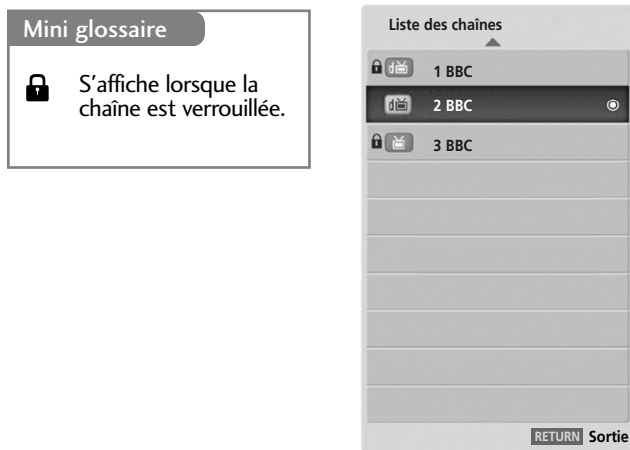 Mini glossaire
S’affiche lorsque la
chaîne est verrouillée.
Liste des chaînes
1 BBC
2 BBC
3 BBC
RETURN Sortie